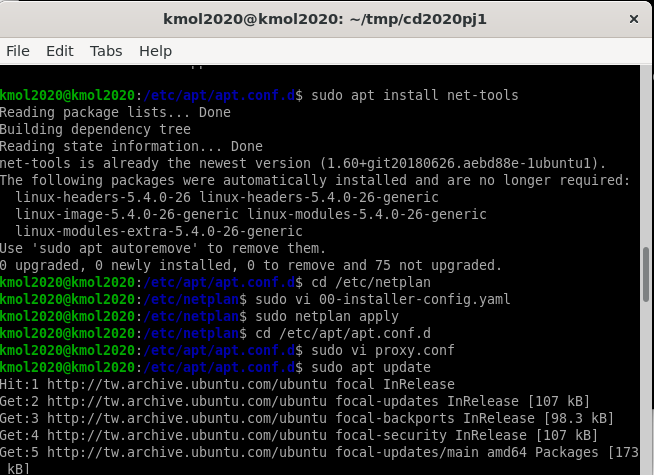 kmol2020@kmol2020: ~/tmp/cd2020pj1
File Edit Tabs Help
kmol2020@kmol2020:/etc/apt/apt.conf.d$ sudo apt install net-tools
Reading package lists... Done
Building dependency tree
Reading state information... Done
net-tools is already the newest version (1.60+git20180626.aebd88e-1ubuntu1).
The following packages were automatically installed and are no longer required:
linux-headers-5.4.0-26 linux-headers-5.4.0-26-generic
linux-image-5.4.0-26-generic linux-modules-5.4.0-26-generic
linux-modules-extra-5.4.0-26-generic
Use 'sudo apt autoremove' to remove them.
0 upgraded, 0 newly installed, 0 to remove and 75 not upgraded.
kmol2020@kmol2020:/etc/apt/apt.conf.d$ cd /etc/netplan
kmol2020@kmol2020:/etc/netplan$ sudo vi 00-installer-config.yaml
kmol2020@kmol2020:/etc/netplan$ sudo netplan apply
kmol2020@kmol2020:/etc/netplan$ cd /etc/apt/apt.conf.d
kmol2020@kmol2020:/etc/apt/apt.conf.d$ sudo vi proxy.conf
kmol2020@kmol2020:/etc/apt/apt.conf.d$ sudo apt update
Hit:1 http://tw.archive.ubuntu.com/ubuntu focal InRelease
Get:2 http://tw.archive.ubuntu.com/ubuntu focal-updates InRelease [107 kB]
Get:3 http://tw.archive.ubuntu.com/ubuntu focal-backports InRelease [98.3 kB]
Get:4 http://tw.archive.ubuntu.com/ubuntu focal-security InRelease [107 kB]
Get:5 http://tw.archive.ubuntu.com/ubuntu focal-updates/main amd64 Packages [173
kB]